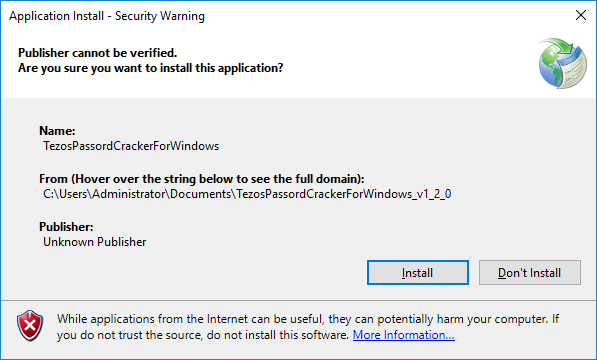 Application Install - Security Warning
Publisher cannot be verified.
Are you sure you want to install this application?
Name:
TezosPassordCrackerForWindows
From (Hover over the string below to see the full domain):
C:\Users\Administrator\Documents\TezosPassordCrackerForWindows_v1_2_0
Publisher:
Unknown Publisher
Install
Don't Install
While applications from the Internet can be useful, they can potentially harm your computer. If
you do not trust the source, do not install this software. More Information...